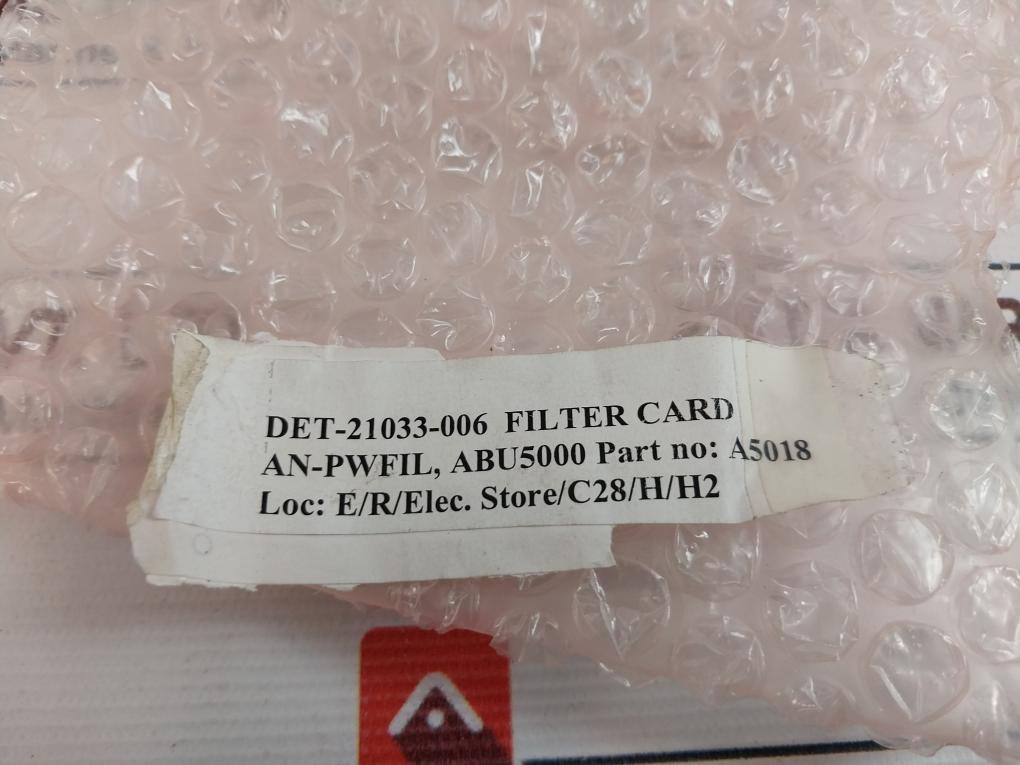 DET-21033-006 FILTER CARD
AN-PWFIL, ABU5000 Part no: A5018
Loc: E/R/Elec. Store/C28/H/H2